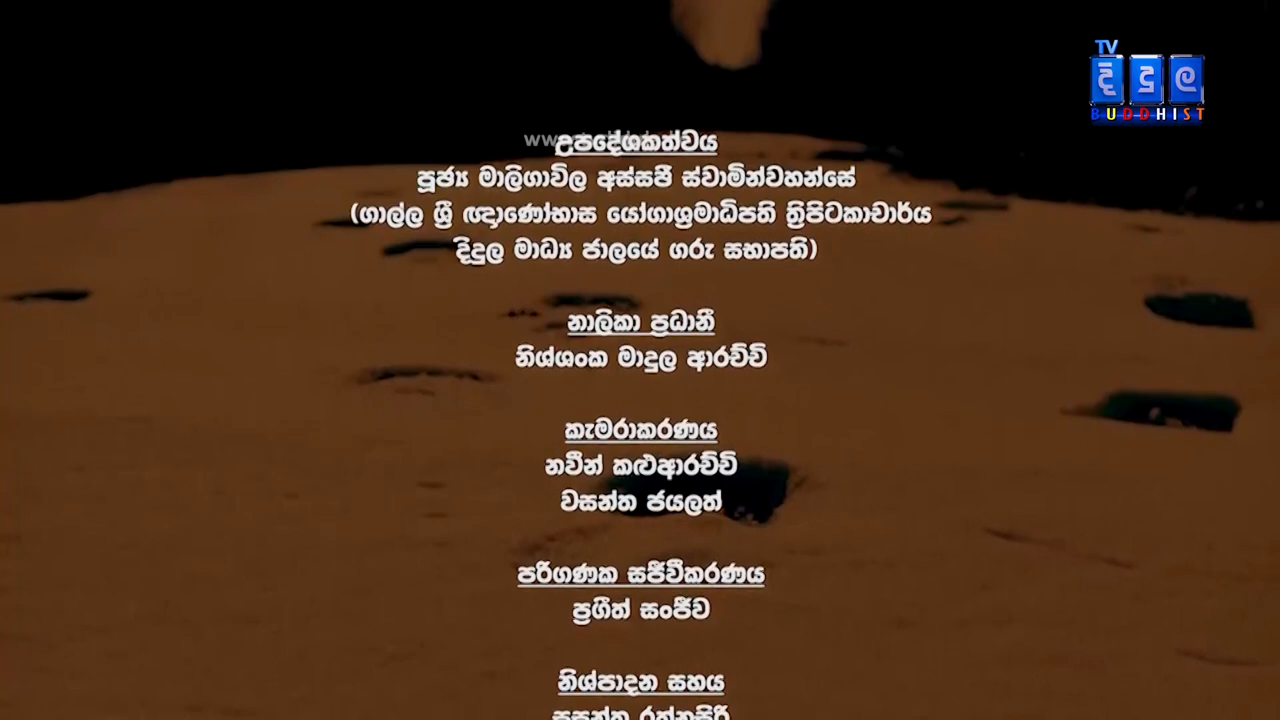 TV
දිදුල
BUDDHIST
උපදේශකත්වය
පූජ්‍ය මාලිගාවිල අස්සජි ස්වාමින්වහන්සේ
(ගාල්ල ශ්‍රී ඥාණෝභාස යෝගාශ්‍රමාධිපති ත්‍රිපිටකාචාර්ය
දිදුල මාධ්‍ය ජාලයේ ගරු සභාපති)
නාලිකා ප්‍රධානී
නිශ්ශංක මාදුල ආරච්චි
කැමරාකරණය
නවීන් කළුආරච්චි
වසන්ත ජයලත්
පරිගණක සජීවීකරණය
ප්‍රගීත් සංජීව
නිශ්පාදන සහය